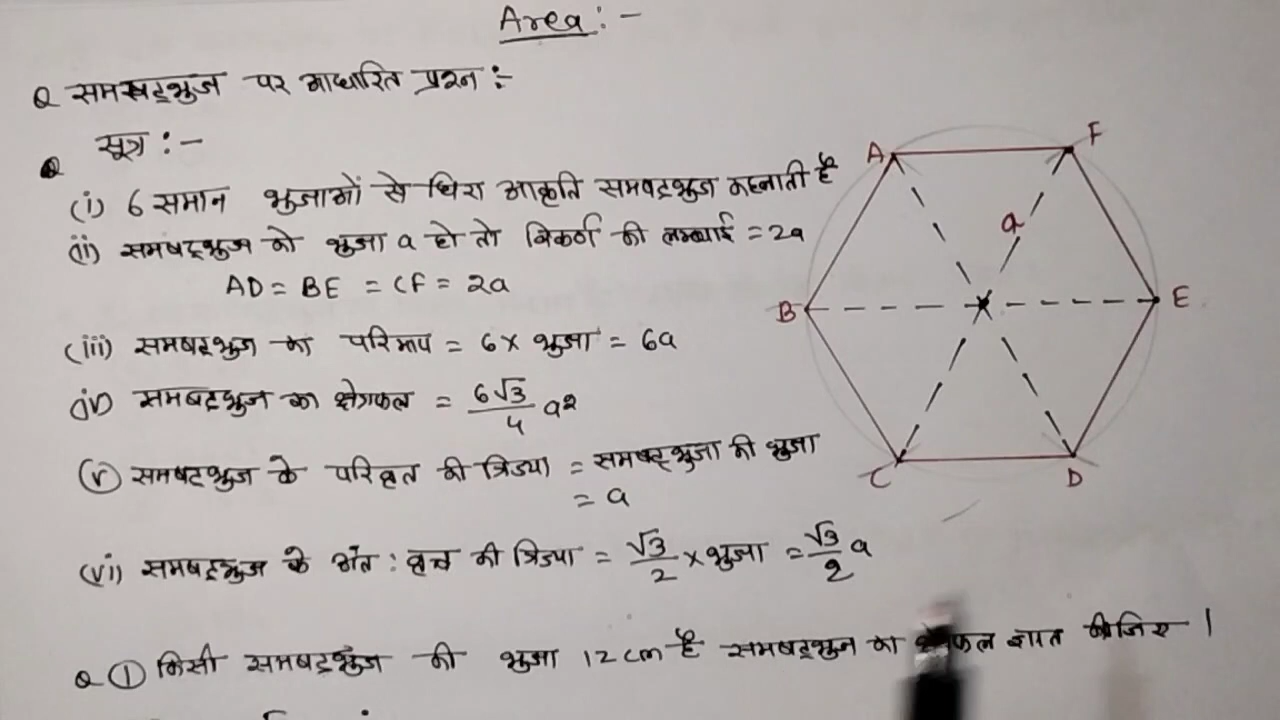 Area :-
Q समषट्भुज पर आधारित प्रश्न :-
सूत्र :-
(i) 6 समान भुजाओं से घिरा आकृति समषट्भुज कहलाती है
(ii) समषट्भुज की भुजा a हो तो विकर्ण की लम्बाई = 2a
AD = BE = CF = 2a
(iii) समषट्भुज का परिमाप = 6 x भुजा = 6a
(iv) समषट्भुज का क्षेत्रफल = 6√3/4 a2
(v) समषट्भुज के परिवृत की त्रिज्या = समषट्भुजा की भुजा
= a
(vi) समषट्भुज के अंत : वृत्त की त्रिज्या = √3/2 x भुजा = √3/2 a
Q ① किसी समषट्भुज की भुजा 12 cm है समषट्भुज का क्षेत्रफल ज्ञात कीजिए ।
A
F
a
B
E
C
D